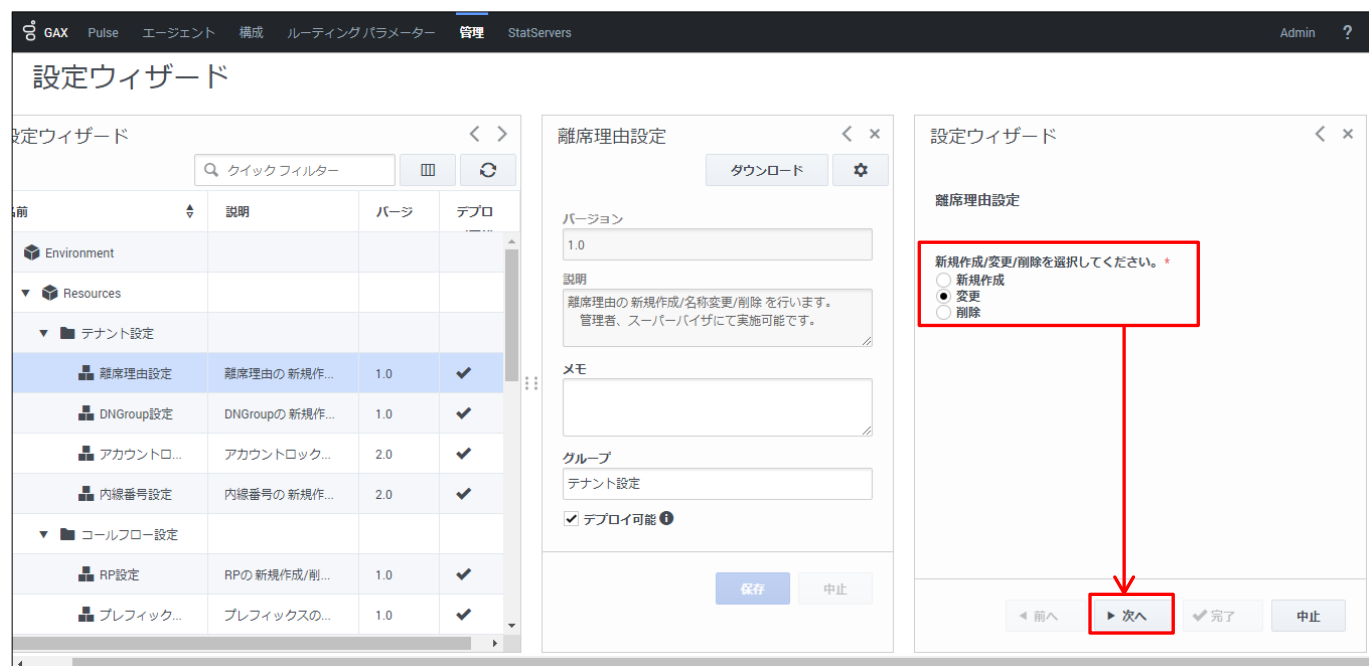 GAX Pulse エージェント 構成 ルーティング パラメーター 管理 StatServers Admin ?
設定ウィザード
設定ウィザード
クイック フィルター
名前 説明 バージ デプロ
Environment
Resources
テナント設定
離席理由設定 離席理由の 新規作... 1.0
DNGroup設定 DNGroupの 新規作... 1.0
アカウントロ... アカウントロック... 2.0
内線番号設定 内線番号の 新規作... 2.0
コールフロー設定
RP設定 RPの 新規作成/削... 1.0
プレフィック... プレフィックスの... 1.0
離席理由設定
ダウンロード
バージョン
1.0
説明
離席理由の 新規作成/名称変更/削除 を行います。
管理者、スーパーバイザにて実施可能です。
メモ
グループ
テナント設定
デプロイ可能
保存 中止
設定ウィザード
離席理由設定
新規作成/変更/削除を選択してください。*
新規作成
変更
削除
前へ 次へ 完了 中止